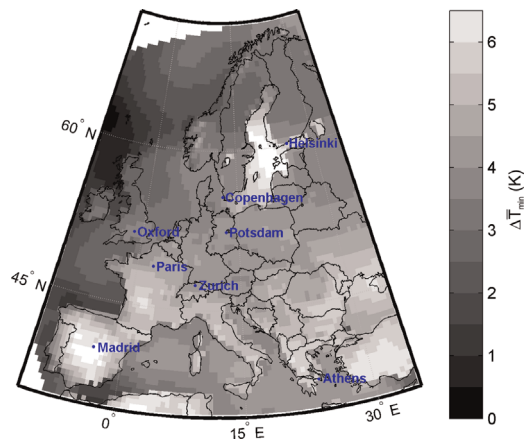 60° N
45° N
0°
15° E
30° E
Helsinki
Copenhagen
Oxford
Potsdam
Paris
Zurich
Madrid
Athens
6
5
4
3
2
1
0
ΔT̅min (K)